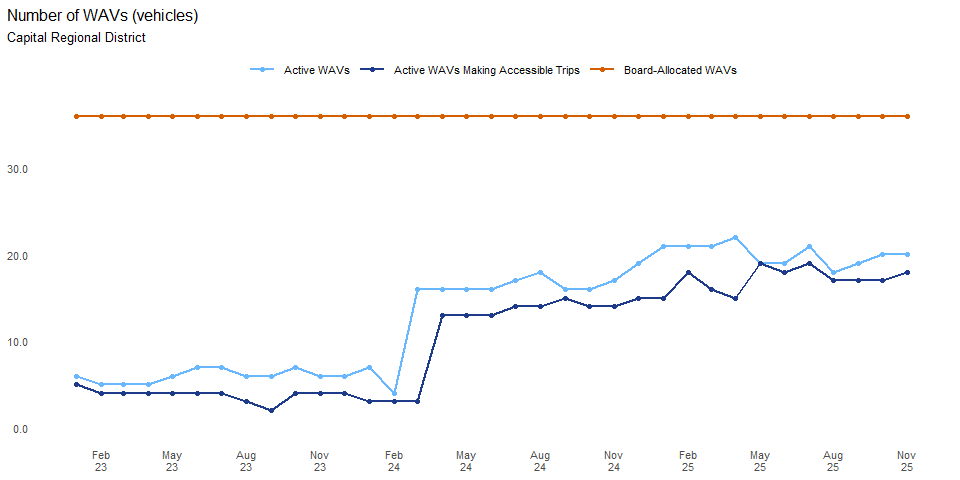 Number of WAVs (vehicles)
Capital Regional District
Active WAVs Active WAVs Making Accessible Trips Board-Allocated WAVs
30.0
20.0
10.0
0.0
Feb May Aug Nov Feb May Aug Nov Feb May Aug Nov
23 23 23 23 24 24 24 24 25 25 25 25